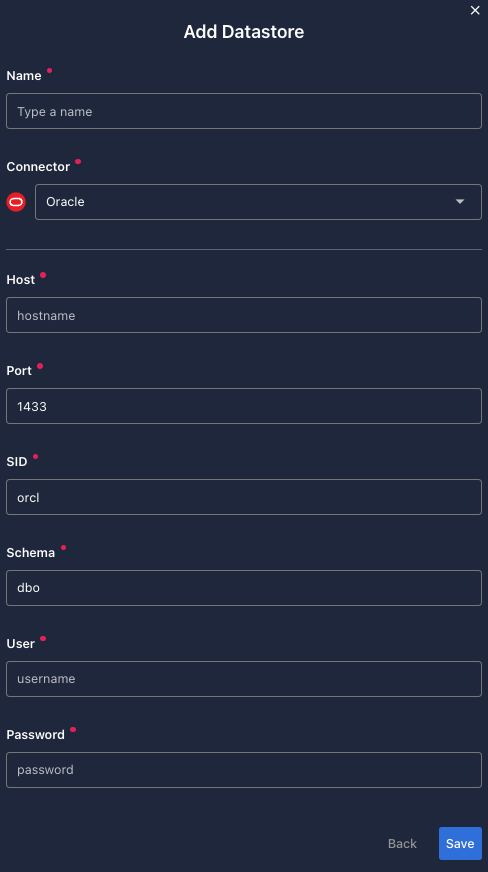 Add Datastore
Name
Type a name
Connector
Oracle
Host
hostname
Port
1433
SID
orcl
Schema
dbo
User
username
Password
password
Back Save